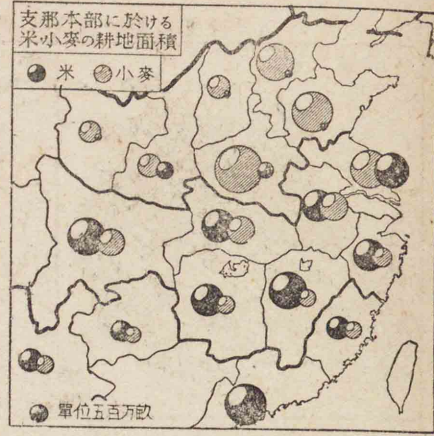 支那本部に於ける
米・小麥の耕地面積
米 小麥
單位五百万畝